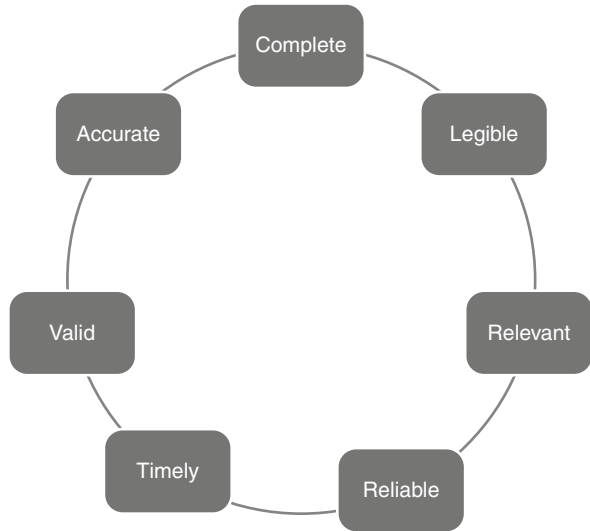 Complete
Legible
Relevant
Reliable
Timely
Valid
Accurate